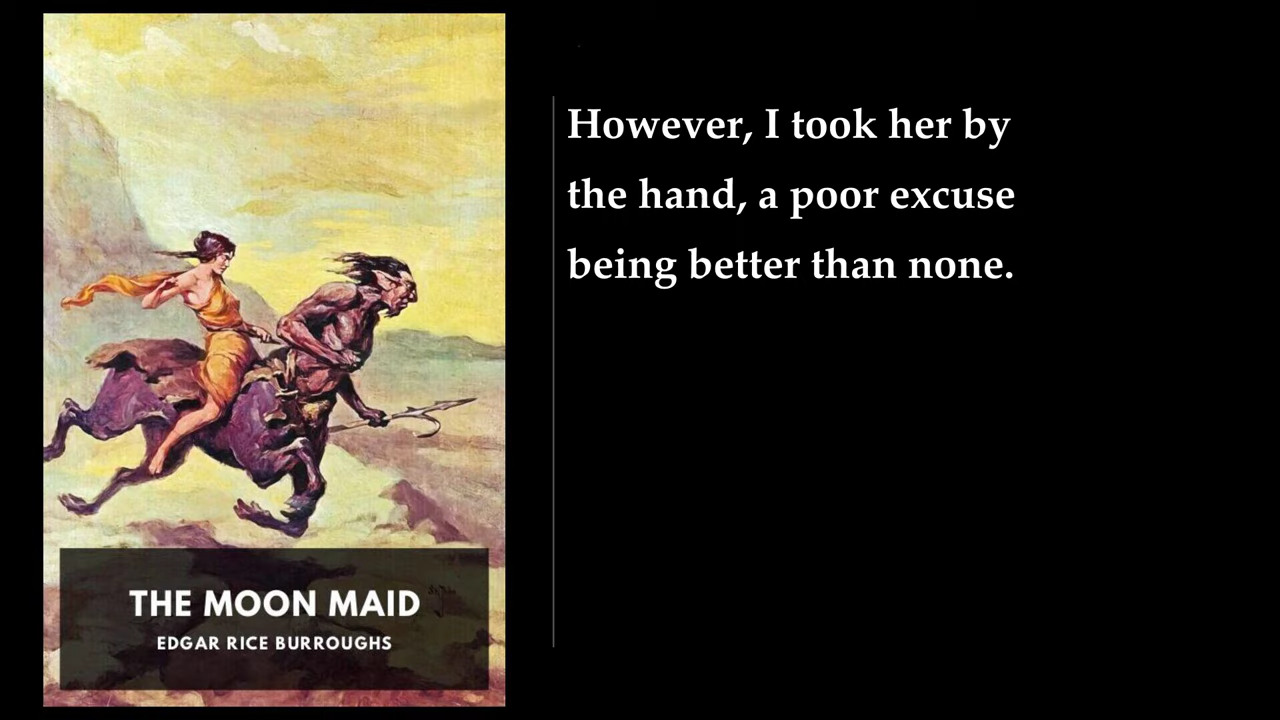 However, I took her by
the hand, a poor excuse
being better than none.
THE MOON MAID
EDGAR RICE BURROUGHS